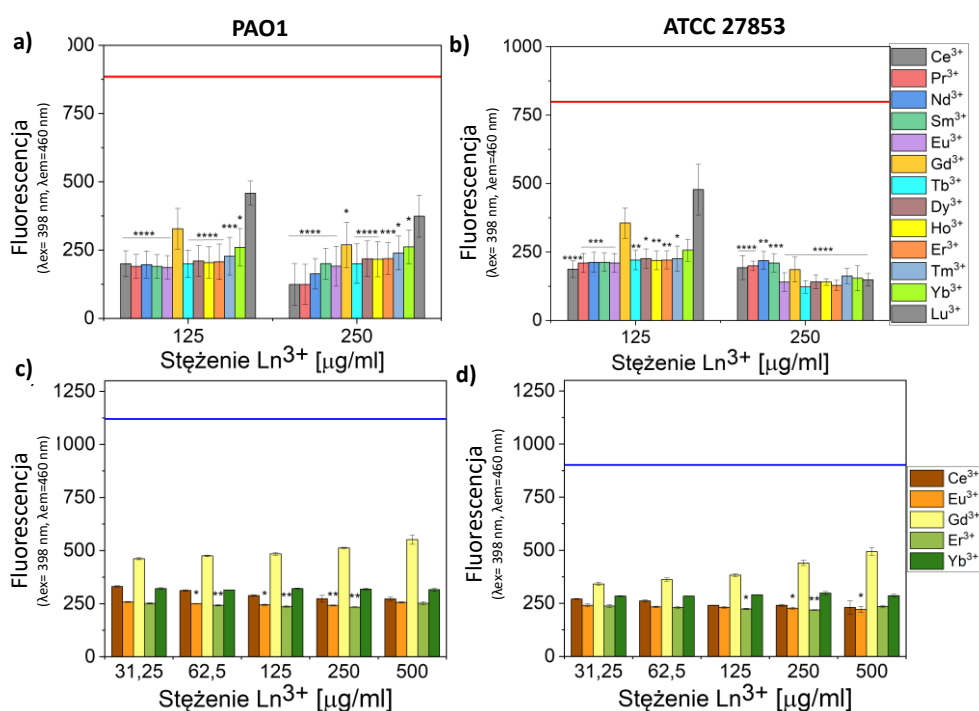 PAO1
ATCC 27853
a)
Fluorescencja
(λex= 398 nm, λem=460 nm)
000
750
500
250
0
**** **** *** *
**** * **** *** * *
125 250
Stężenie Ln3+ [μg/ml]
b)
Fluorescencja
(λex= 398 nm, λem=460 nm)
1000
750
500
250
0
**** *** ** * ** ** *
**** ** *** ****
125 250
Stężenie Ln3+ [μg/ml]
Ce3+
Pr3+
Nd3+
Sm3+
Eu3+
Gd3+
Tb3+
Dy3+
Ho3+
Er3+
Tm3+
Yb3+
Lu3+
c)
Fluorescencja
(λex= 398 nm, λem=460 nm)
1250
1000
750
500
250
0
* ** * ** ** **
31,25 62,5 125 250 500
Stężenie Ln3+ [μg/ml]
d)
Fluorescencja
(λex= 398 nm, λem=460 nm)
1250
1000
750
500
250
0
* * ** *
31,25 62,5 125 250 500
Stężenie Ln3+ [μg/ml]
Ce3+
Eu3+
Gd3+
Er3+
Yb3+